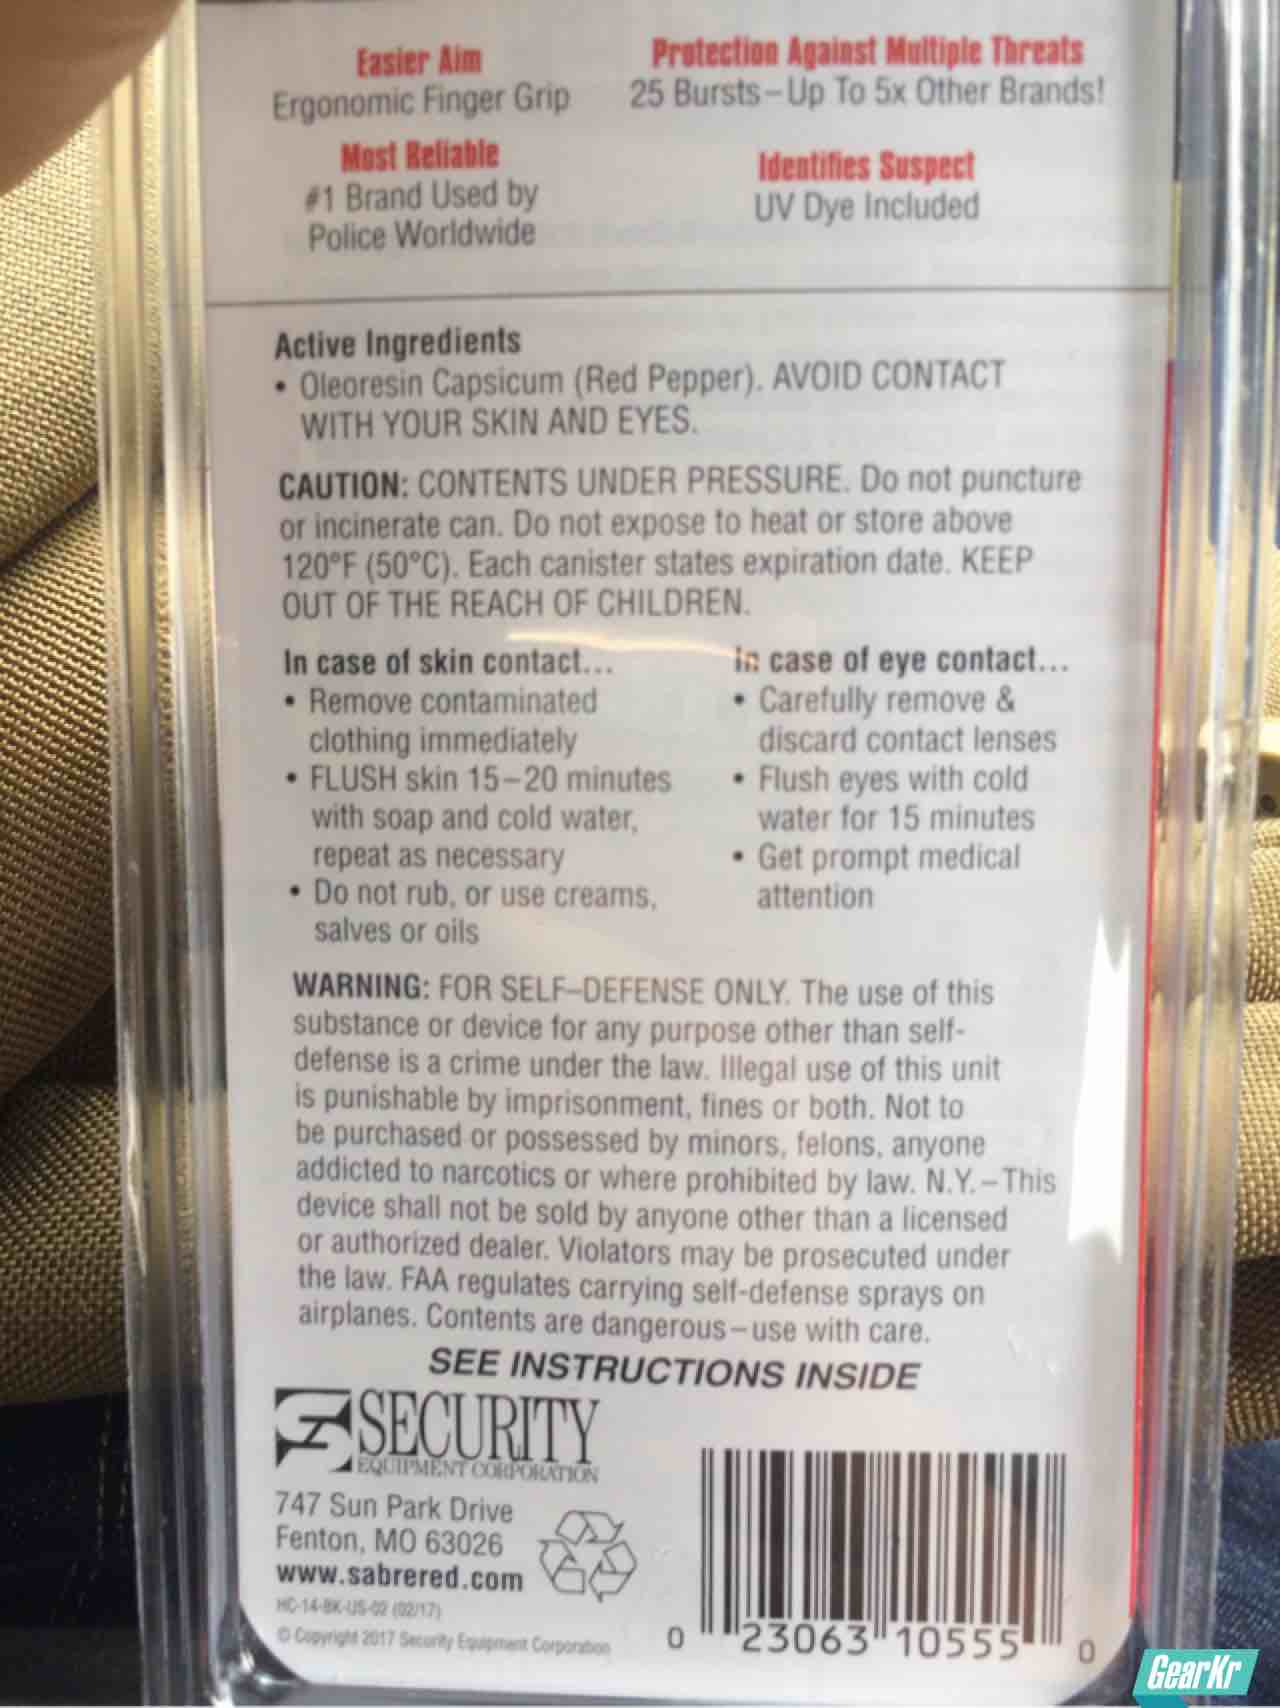 Easier Aim
Ergonomic Finger Grip
Most Reliable
#1 Brand Used by
Police Worldwide
Protection Against Multiple Threats
25 Bursts–Up To 5x Other Brands!
Identifies Suspect
UV Dye Included
Active Ingredients
• Oleoresin Capsicum (Red Pepper). AVOID CONTACT
WITH YOUR SKIN AND EYES.
CAUTION: CONTENTS UNDER PRESSURE. Do not puncture
or incinerate can. Do not expose to heat or store above
120°F (50°C). Each canister states expiration date. KEEP
OUT OF THE REACH OF CHILDREN.
In case of skin contact...
• Remove contaminated
clothing immediately
• FLUSH skin 15–20 minutes
with soap and cold water,
repeat as necessary
• Do not rub, or use creams,
salves or oils
In case of eye contact...
• Carefully remove &
discard contact lenses
• Flush eyes with cold
water for 15 minutes
• Get prompt medical
attention
WARNING: FOR SELF–DEFENSE ONLY. The use of this
substance or device for any purpose other than self-
defense is a crime under the law. Illegal use of this unit
is punishable by imprisonment, fines or both. Not to
be purchased or possessed by minors, felons, anyone
addicted to narcotics or where prohibited by law. N.Y.–This
device shall not be sold by anyone other than a licensed
or authorized dealer. Violators may be prosecuted under
the law. FAA regulates carrying self-defense sprays on
airplanes. Contents are dangerous–use with care.
SEE INSTRUCTIONS INSIDE
SECURITY
EQUIPMENT CORPORATION
747 Sun Park Drive
Fenton, MO 63026
www.sabrered.com
HC-14-BK-US-02 (02/17)
© Copyright 2017 Security Equipment Corporation
0 23063 10555 0
GearKr